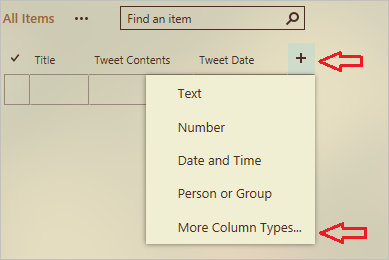 All Items ••• Find an item
✓ Title Tweet Contents Tweet Date +
Text
Number
Date and Time
Person or Group
More Column Types...